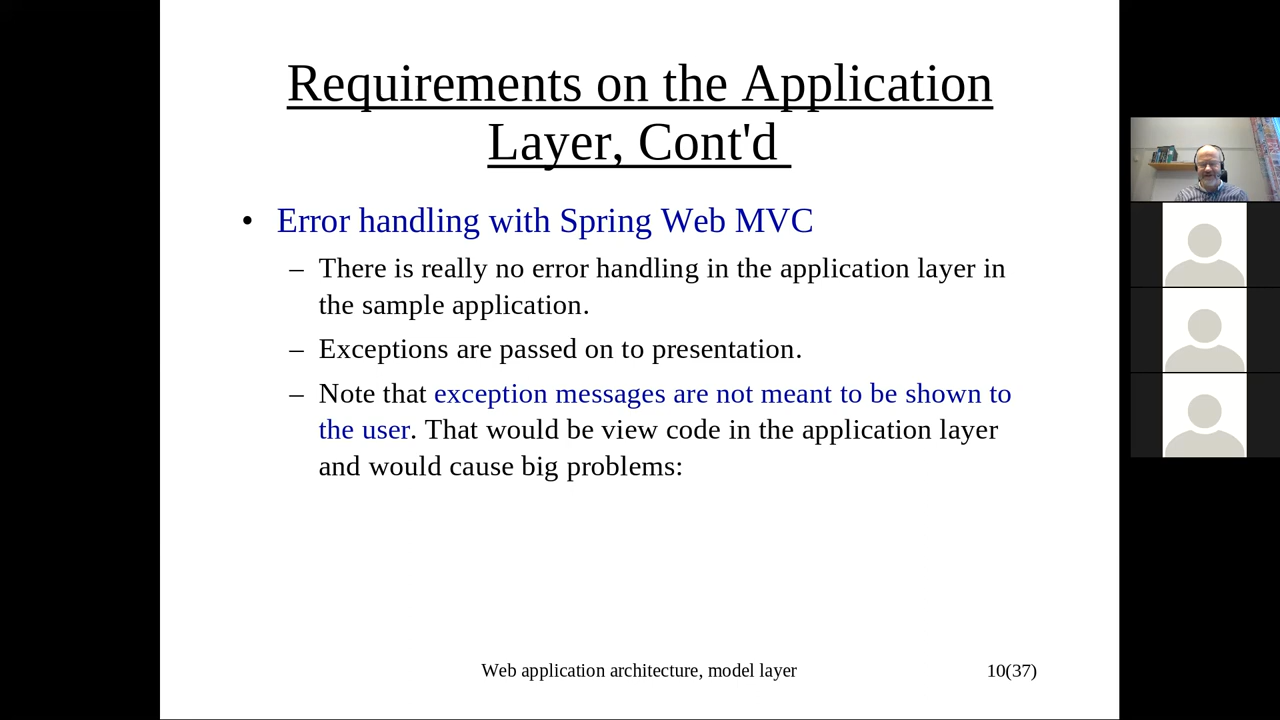 Requirements on the Application
Layer, Cont'd
• Error handling with Spring Web MVC
– There is really no error handling in the application layer in
the sample application.
– Exceptions are passed on to presentation.
– Note that exception messages are not meant to be shown to
the user. That would be view code in the application layer
and would cause big problems:
Web application architecture, model layer
10(37)